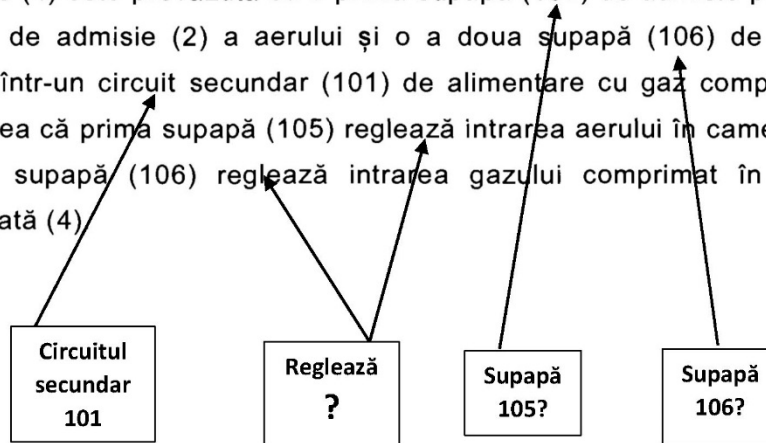 de admisie (2) a aerului și o a doua supapă (106) de
într-un circuit secundar (101) de alimentare cu gaz comp
ea că prima supapă (105) reglează intrarea aerului în came
supapă (106) reglează intrarea gazului comprimat în
ată (4)
Circuitul
secundar
101
Reglează
?
Supapă
105?
Supapă
106?